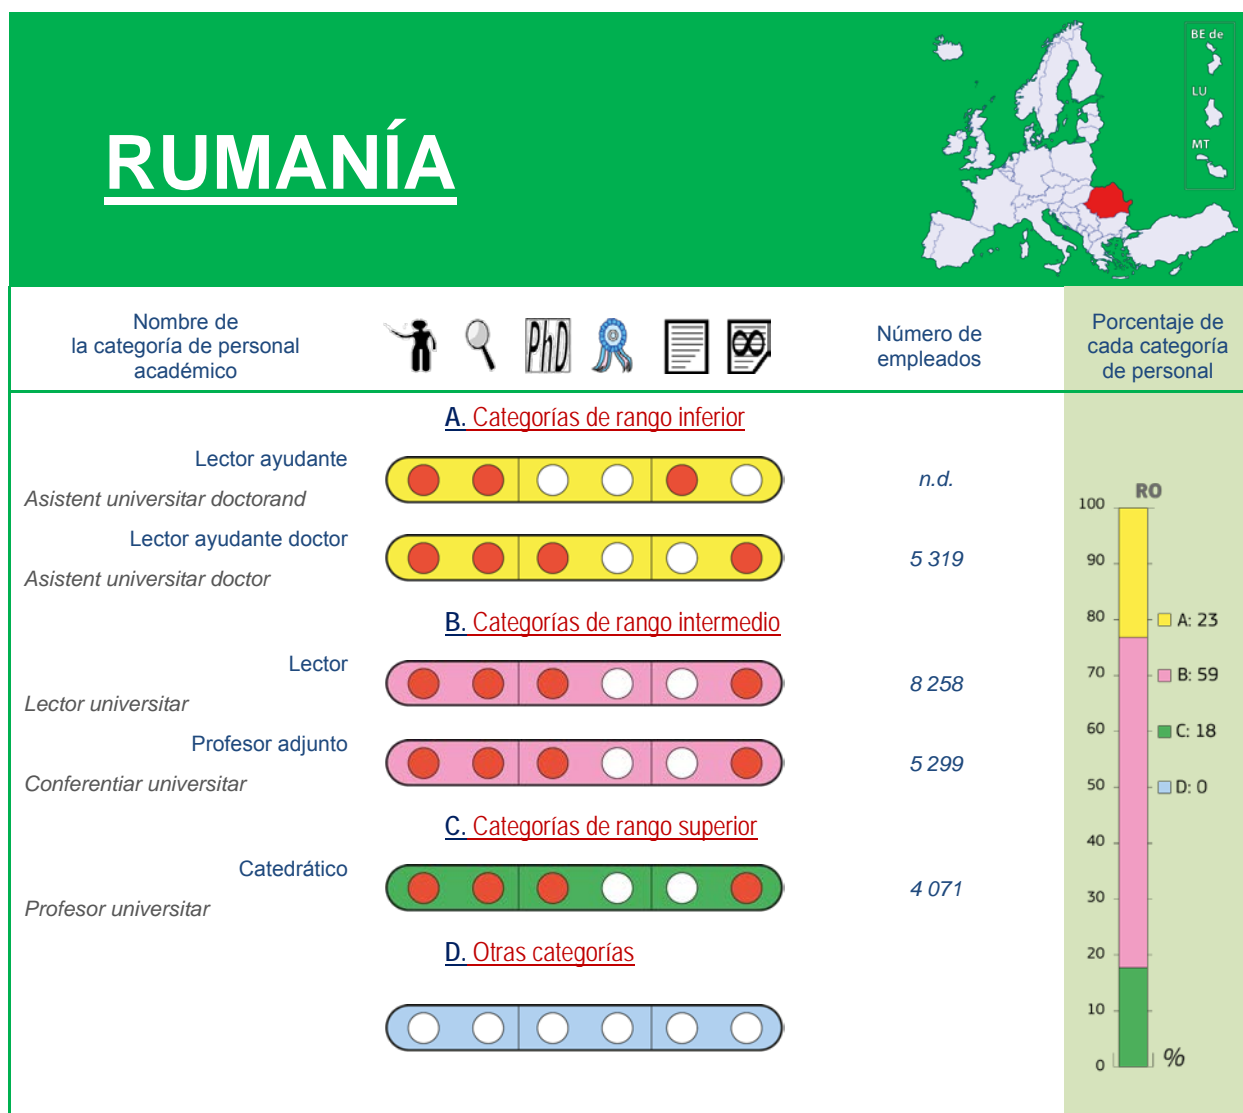 RUMANÍA
BE de
LU
MT
Nombre de
la categoría de personal
académico
PhD
Número de
empleados
Porcentaje de
cada categoría
de personal
A. Categorías de rango inferior
Lector ayudante
Asistent universitar doctorand
n.d.
Lector ayudante doctor
Asistent universitar doctor
5 319
B. Categorías de rango intermedio
Lector
Lector universitar
8 258
Profesor adjunto
Conferentiar universitar
5 299
C. Categorías de rango superior
Catedrático
Profesor universitar
4 071
D. Otras categorías
RO
100
90
80
70
60
50
40
30
20
10
0
%
A: 23
B: 59
C: 18
D: 0